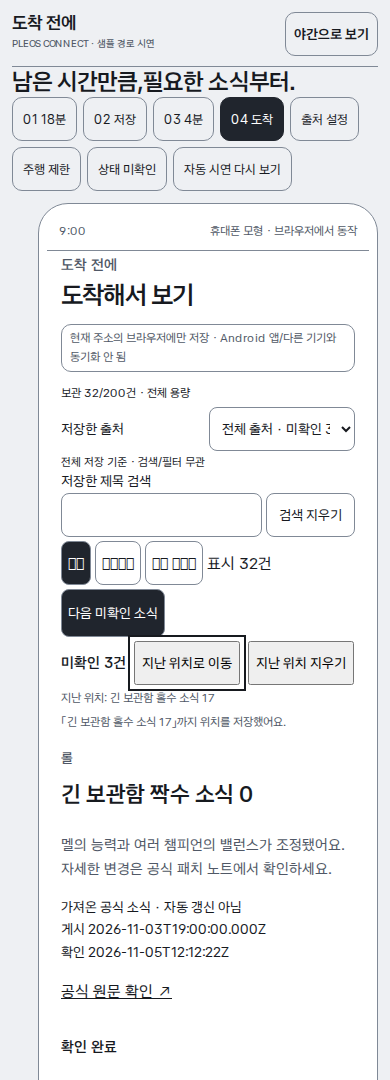 도착 전에
PLEOS CONNECT · 샘플 경로 시연
야간으로 보기
남은 시간만큼,필요한 소식부터.
01 18분
02 저장
03 4분
04 도착
출처 설정
주행 제한
상태 미확인
자동 시연 다시 보기
9:00
휴대폰 모형 · 브라우저에서 동작
도착 전에
도착해서 보기
현재 주소의 브라우저에만 저장 · Android 앱/다른 기기와
동기화 안 됨
보관 32/200건 · 전체 용량
저장한 출처
전체 출처 · 미확인
전체 저장 기준 · 검색/필터 무관
저장한 제목 검색
검색 지우기
표시 32건
다음 미확인 소식
미확인 3건
지난 위치로 이동
지난 위치 지우기
지난 위치: 긴 보관함 홀수 소식 17
「긴 보관함 홀수 소식 17」까지 위치를 저장했어요.
롤
긴 보관함 짝수 소식 0
멜의 능력과 여러 챔피언의 밸런스가 조정됐어요.
자세한 변경은 공식 패치 노트에서 확인하세요.
가져온 공식 소식 · 자동 갱신 아님
게시 2026-11-03T19:00:00.000Z
확인 2026-11-05T12:12:22Z
공식 원문 확인 ↗
확인 완료